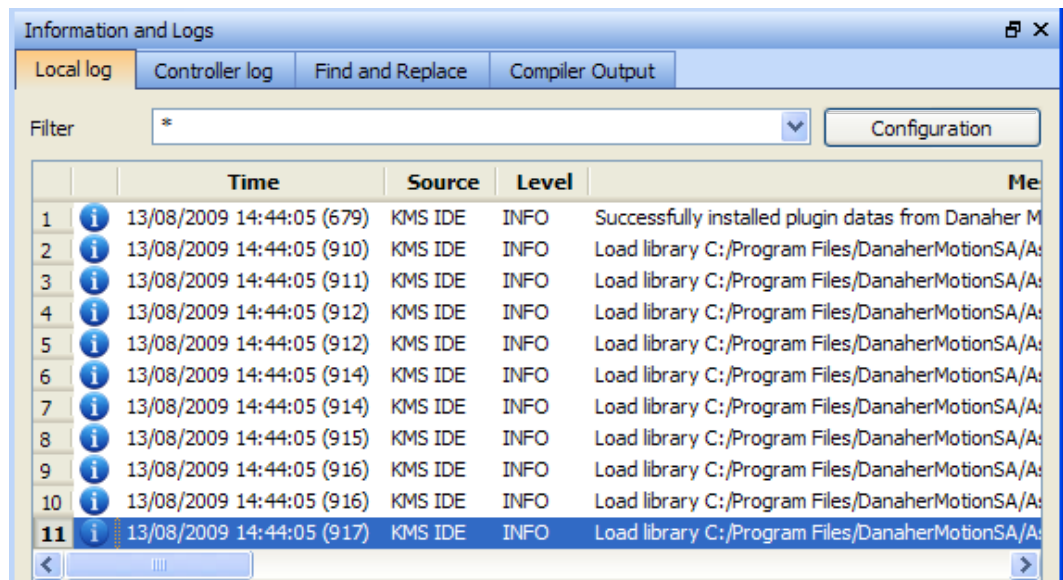 Information and Logs
Local log Controller log Find and Replace Compiler Output
Filter * Configuration
Time Source Level
1 13/08/2009 14:44:05 (679) KMS IDE INFO Successfully installed plugin datas from Danaher M
2 13/08/2009 14:44:05 (910) KMS IDE INFO Load library C:/Program Files/DanaherMotionSA/A
3 13/08/2009 14:44:05 (911) KMS IDE INFO Load library C:/Program Files/DanaherMotionSA/A
4 13/08/2009 14:44:05 (912) KMS IDE INFO Load library C:/Program Files/DanaherMotionSA/A
5 13/08/2009 14:44:05 (912) KMS IDE INFO Load library C:/Program Files/DanaherMotionSA/A
6 13/08/2009 14:44:05 (914) KMS IDE INFO Load library C:/Program Files/DanaherMotionSA/A
7 13/08/2009 14:44:05 (914) KMS IDE INFO Load library C:/Program Files/DanaherMotionSA/A
8 13/08/2009 14:44:05 (915) KMS IDE INFO Load library C:/Program Files/DanaherMotionSA/A
9 13/08/2009 14:44:05 (916) KMS IDE INFO Load library C:/Program Files/DanaherMotionSA/A
10 13/08/2009 14:44:05 (916) KMS IDE INFO Load library C:/Program Files/DanaherMotionSA/A
11 13/08/2009 14:44:05 (917) KMS IDE INFO Load library C:/Program Files/DanaherMotionSA/A